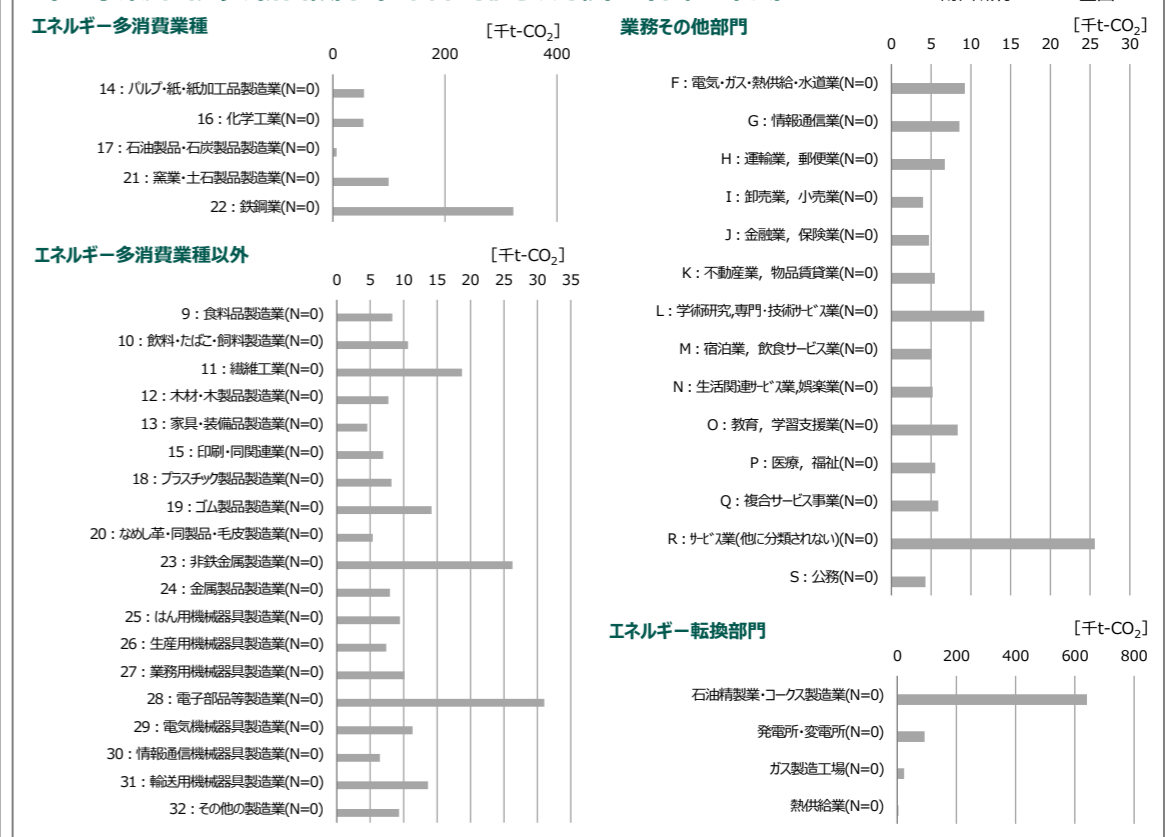 エネルギー多消費業種
[千t-CO₂]
0 200 400
14：パルプ・紙・紙加工品製造業(N=0)
16：化学工業(N=0)
17：石油製品・石炭製品製造業(N=0)
21：窯業・土石製品製造業(N=0)
22：鉄鋼業(N=0)
エネルギー多消費業種以外
[千t-CO₂]
0 5 10 15 20 25 30 35
9：食料品製造業(N=0)
10：飲料・たばこ・飼料製造業(N=0)
11：繊維工業(N=0)
12：木材・木製品製造業(N=0)
13：家具・装備品製造業(N=0)
15：印刷・同関連業(N=0)
18：プラスチック製品製造業(N=0)
19：ゴム製品製造業(N=0)
20：なめし革・同製品・毛皮製造業(N=0)
23：非鉄金属製造業(N=0)
24：金属製品製造業(N=0)
25：はん用機械器具製造業(N=0)
26：生産用機械器具製造業(N=0)
27：業務用機械器具製造業(N=0)
28：電子部品等製造業(N=0)
29：電気機械器具製造業(N=0)
30：情報通信機械器具製造業(N=0)
31：輸送用機械器具製造業(N=0)
32：その他の製造業(N=0)
業務その他部門
[千t-CO₂]
0 5 10 15 20 25 30
F：電気・ガス・熱供給・水道業(N=0)
G：情報通信業(N=0)
H：運輸業，郵便業(N=0)
I：卸売業，小売業(N=0)
J：金融業，保険業(N=0)
K：不動産業，物品賃貸業(N=0)
L：学術研究,専門・技術ｻｰﾋﾞｽ業(N=0)
M：宿泊業，飲食サービス業(N=0)
N：生活関連ｻｰﾋﾞｽ業,娯楽業(N=0)
O：教育，学習支援業(N=0)
P：医療，福祉(N=0)
Q：複合サービス事業(N=0)
R：ｻｰﾋﾞｽ業(他に分類されない)(N=0)
S：公務(N=0)
エネルギー転換部門
[千t-CO₂]
0 200 400 600 800
石油精製業・コークス製造業(N=0)
発電所・変電所(N=0)
ガス製造工場(N=0)
熱供給業(N=0)